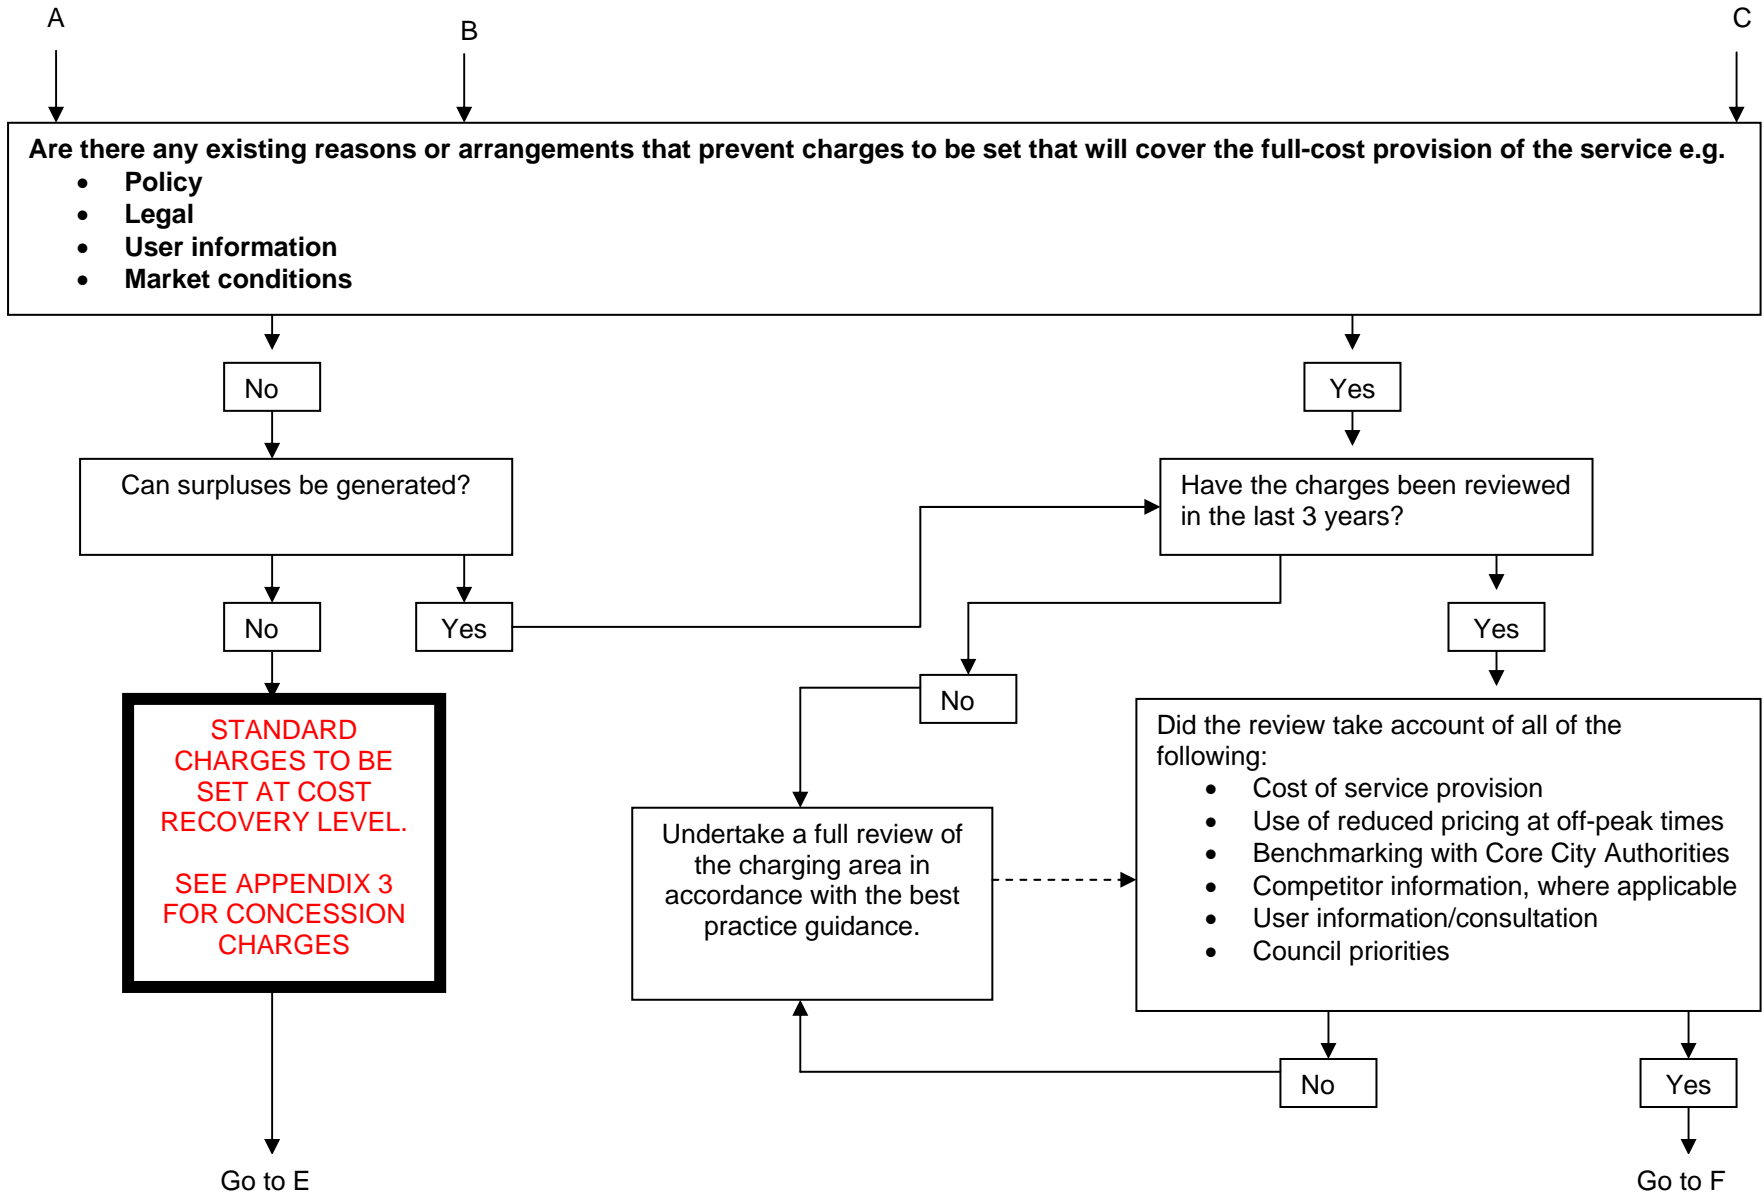 A
B
C
Are there any existing reasons or arrangements that prevent charges to be set that will cover the full-cost provision of the service e.g.
• Policy
• Legal
• User information
• Market conditions
No
Yes
Can surpluses be generated?
Have the charges been reviewed
in the last 3 years?
No
Yes
Yes
No
STANDARD
CHARGES TO BE
SET AT COST
RECOVERY LEVEL.
SEE APPENDIX 3
FOR CONCESSION
CHARGES
Undertake a full review of
the charging area in
accordance with the best
practice guidance.
Did the review take account of all of the
following:
• Cost of service provision
• Use of reduced pricing at off-peak times
• Benchmarking with Core City Authorities
• Competitor information, where applicable
• User information/consultation
• Council priorities
No
Yes
Go to E
Go to F